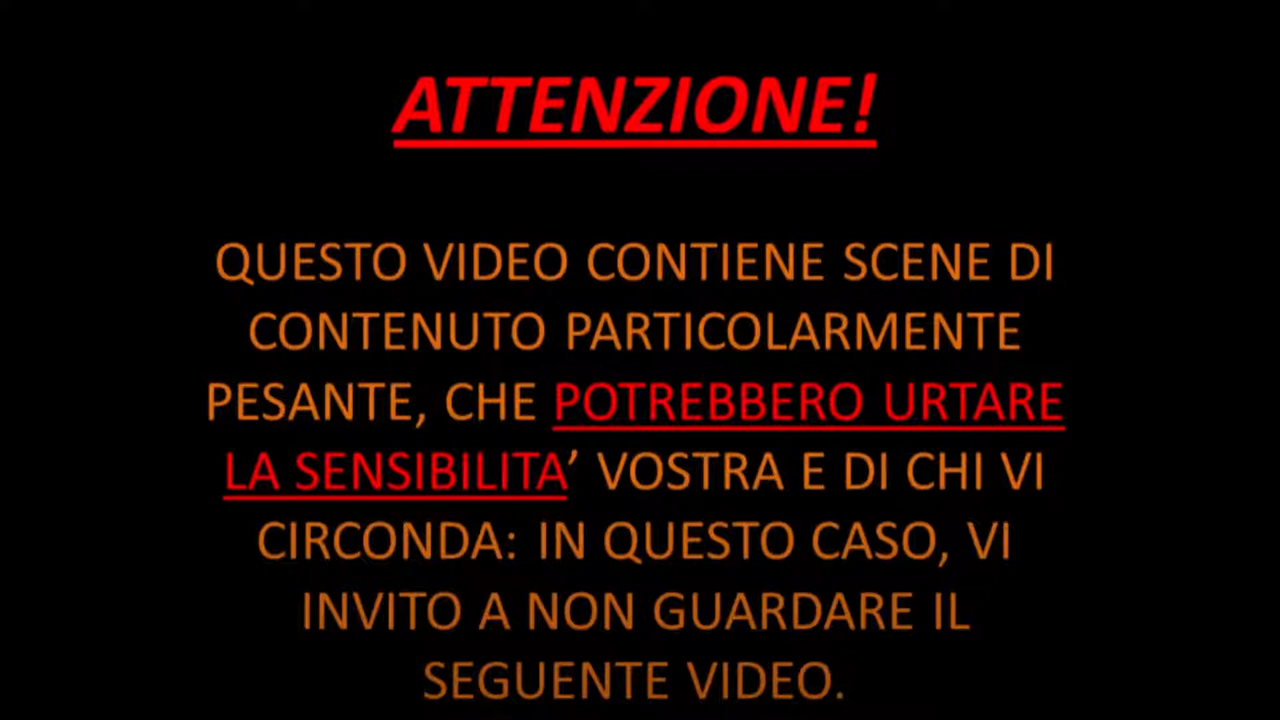 ATTENZIONE!
QUESTO VIDEO CONTIENE SCENE DI
CONTENUTO PARTICOLARMENTE
PESANTE, CHE POTREBBERO URTARE
LA SENSIBILITA’ VOSTRA E DI CHI VI
CIRCONDA: IN QUESTO CASO, VI
INVITO A NON GUARDARE IL
SEGUENTE VIDEO.